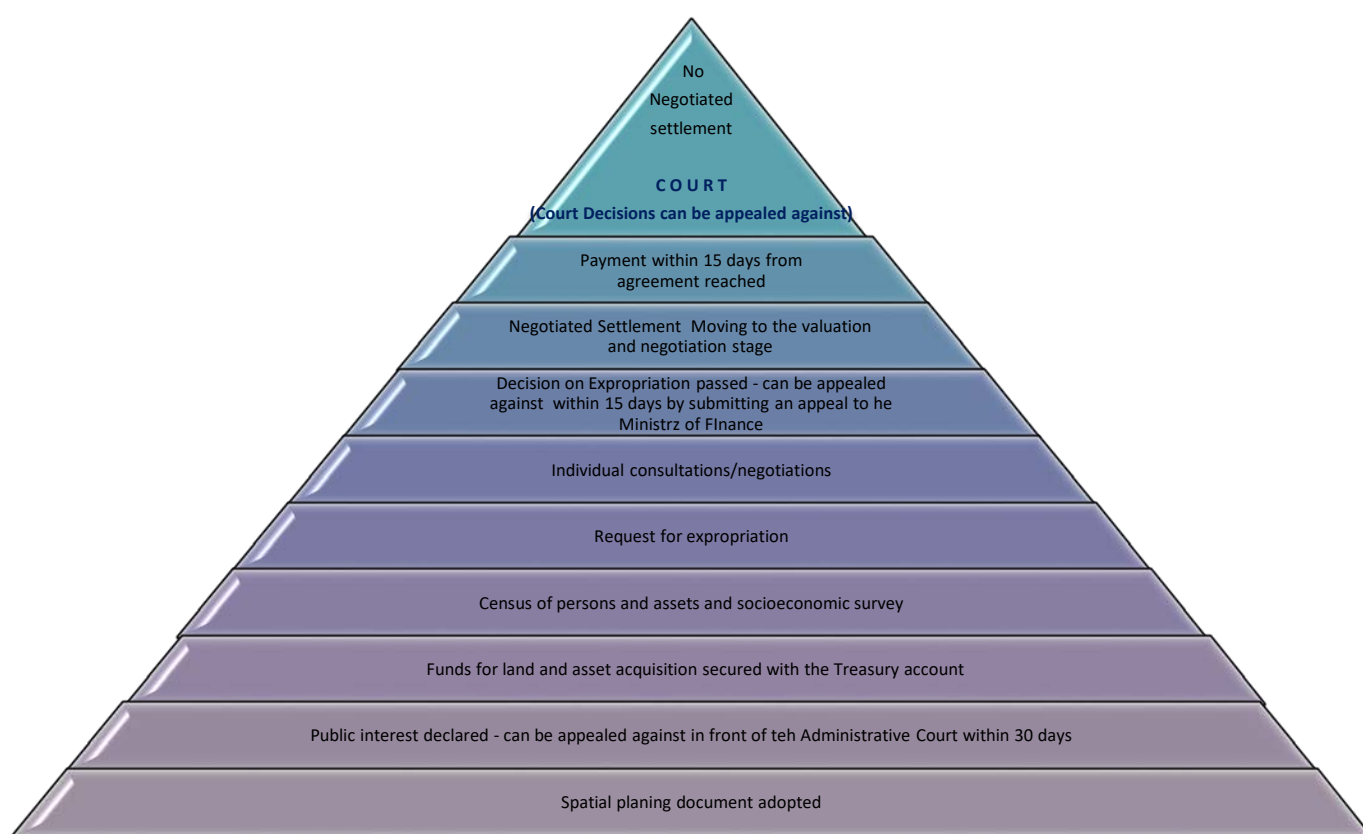 No
Negotiated
settlement
C O U R T
(Court Decisions can be appealed against)
Payment within 15 days from
agreement reached
Negotiated Settlement Moving to the valuation
and negotiation stage
Decision on Expropriation passed - can be appealed
against within 15 days by submitting an appeal to he
Ministrz of FInance
Individual consultations/negotiations
Request for expropriation
Census of persons and assets and socioeconomic survey
Funds for land and asset acquisition secured with the Treasury account
Public interest declared - can be appealed against in front of teh Administrative Court within 30 days
Spatial planing document adopted